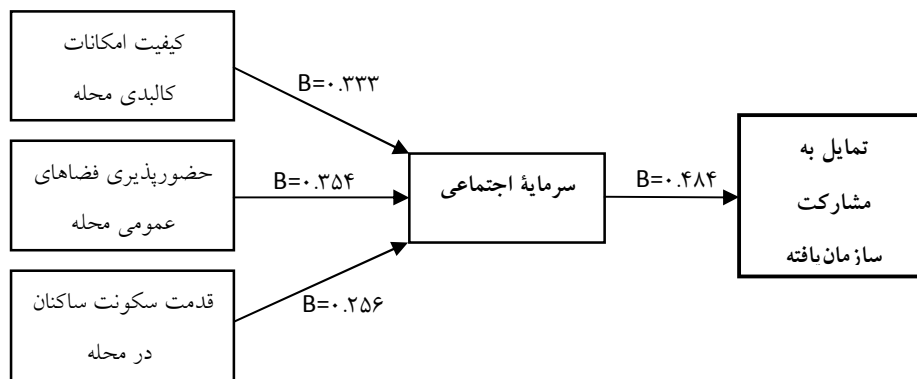 کیفیت امکانات
کالبدی محله
B=۰.۳۳۳
حضورپذیری فضاهای
عمومی محله
B=۰.۳۵۴
قدمت سکونت ساکنان
در محله
B=۰.۲۵۶
سرمایۀ اجتماعی
B=۰.۴۸۴
تمایل به
مشارکت
سازمان‌یافته